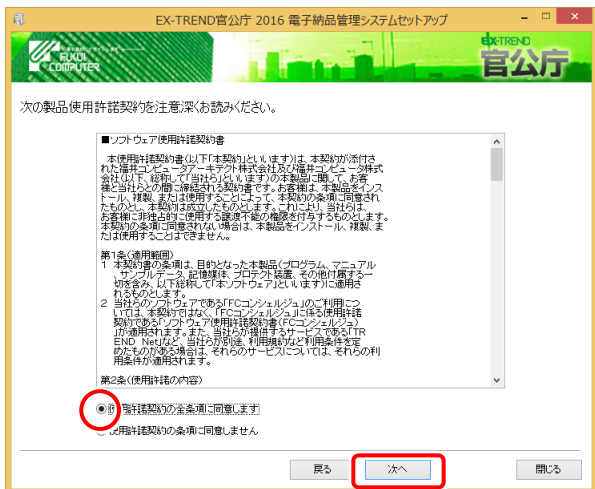 EX-TREND官公庁 2016 電子納品管理システムセットアップ
FUKUI
COMPUTER
EX-TREND
官公庁
次の製品使用許諾契約を注意深くお読みください。
■ソフトウェア使用許諾契約書
本使用許諾契約書(以下「本契約」といいます)は、本契約が添付さ
れた福井コンピュータアーキテクト株式会社及び福井コンピュータ株式
会社(以下、総称して「当社ら」といいます)の本製品に関して、お客
様と当社らとの間に締結される契約書です。お客様は、本製品をインス
トール、複製、または使用することによって、本契約の条項に同意され
たものとし、本契約は成立したものとします。これにより、当社らは、
お客様に非独占的に使用する譲渡不能の権限を付与するものとします。
本契約の条項に同意されない場合は、本製品をインストール、複製、ま
たは使用することはできません。
第1条(適用範囲)
1 本契約書の条項は、目的となった本製品(プログラム、マニュアル
、サンプルデータ、記憶媒体、プロテクト装置、その他付属する一
切を含み、以下総称して「本ソフトウェア」といいます)に適用さ
れるものとします。
2 当社らのソフトウェアである「FCコンシェルジュ」のご利用につ
いては、本契約ではなく、「FCコンシェルジュ」に係る使用許諾
契約である「ソフトウェア使用許諾契約書(FCコンシェルジュ)
」が適用されます。また、当社らが提供するサービスである「TR
END Net」など、当社らが別途、利用規約など利用条件を定
めたものがある場合は、それらのサービスについては、それらの利
用条件が適用されます。
第2条(使用許諾の内容)
用許諾契約の全条項に同意します
使用許諾契約の条項に同意しません
戻る
次へ
閉じる